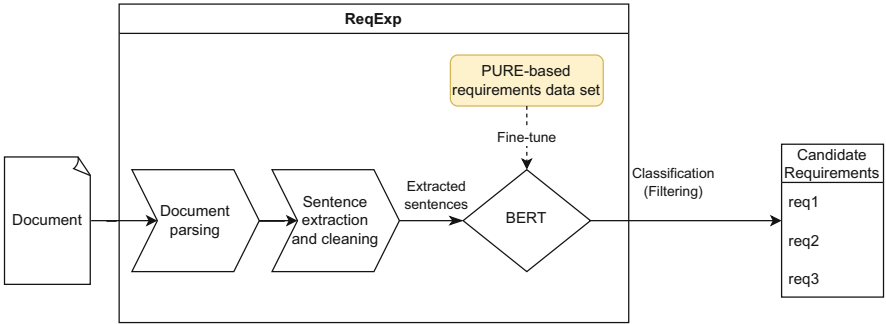 ReqExp
PURE-based
requirements data set
Fine-tune
Document
Document
parsing
Sentence
extraction
and cleaning
Extracted
sentences
BERT
Classification
(Filtering)
Candidate
Requirements
req1
req2
req3